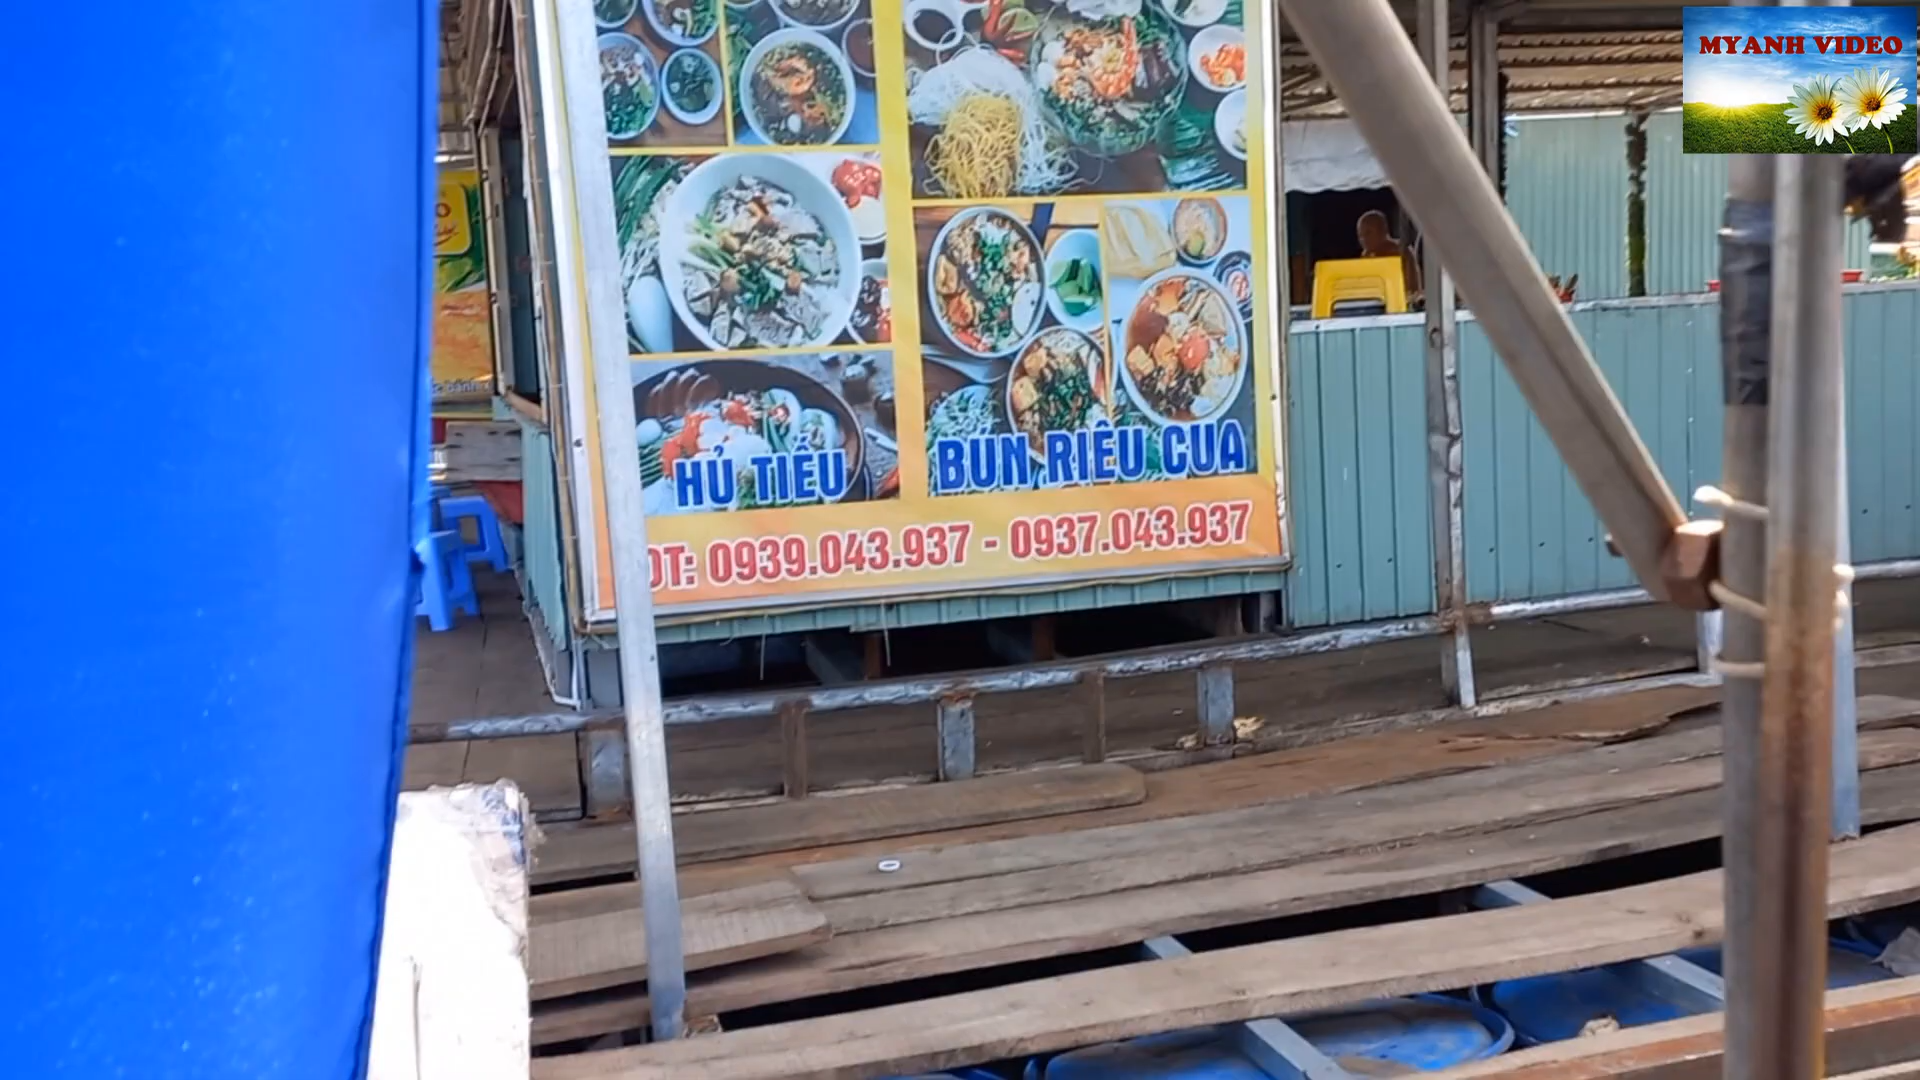 MYANH VIDEO
HỦ TIẾU
BÚN RIÊU CUA
ĐT: 0939.043.937 - 0937.043.937